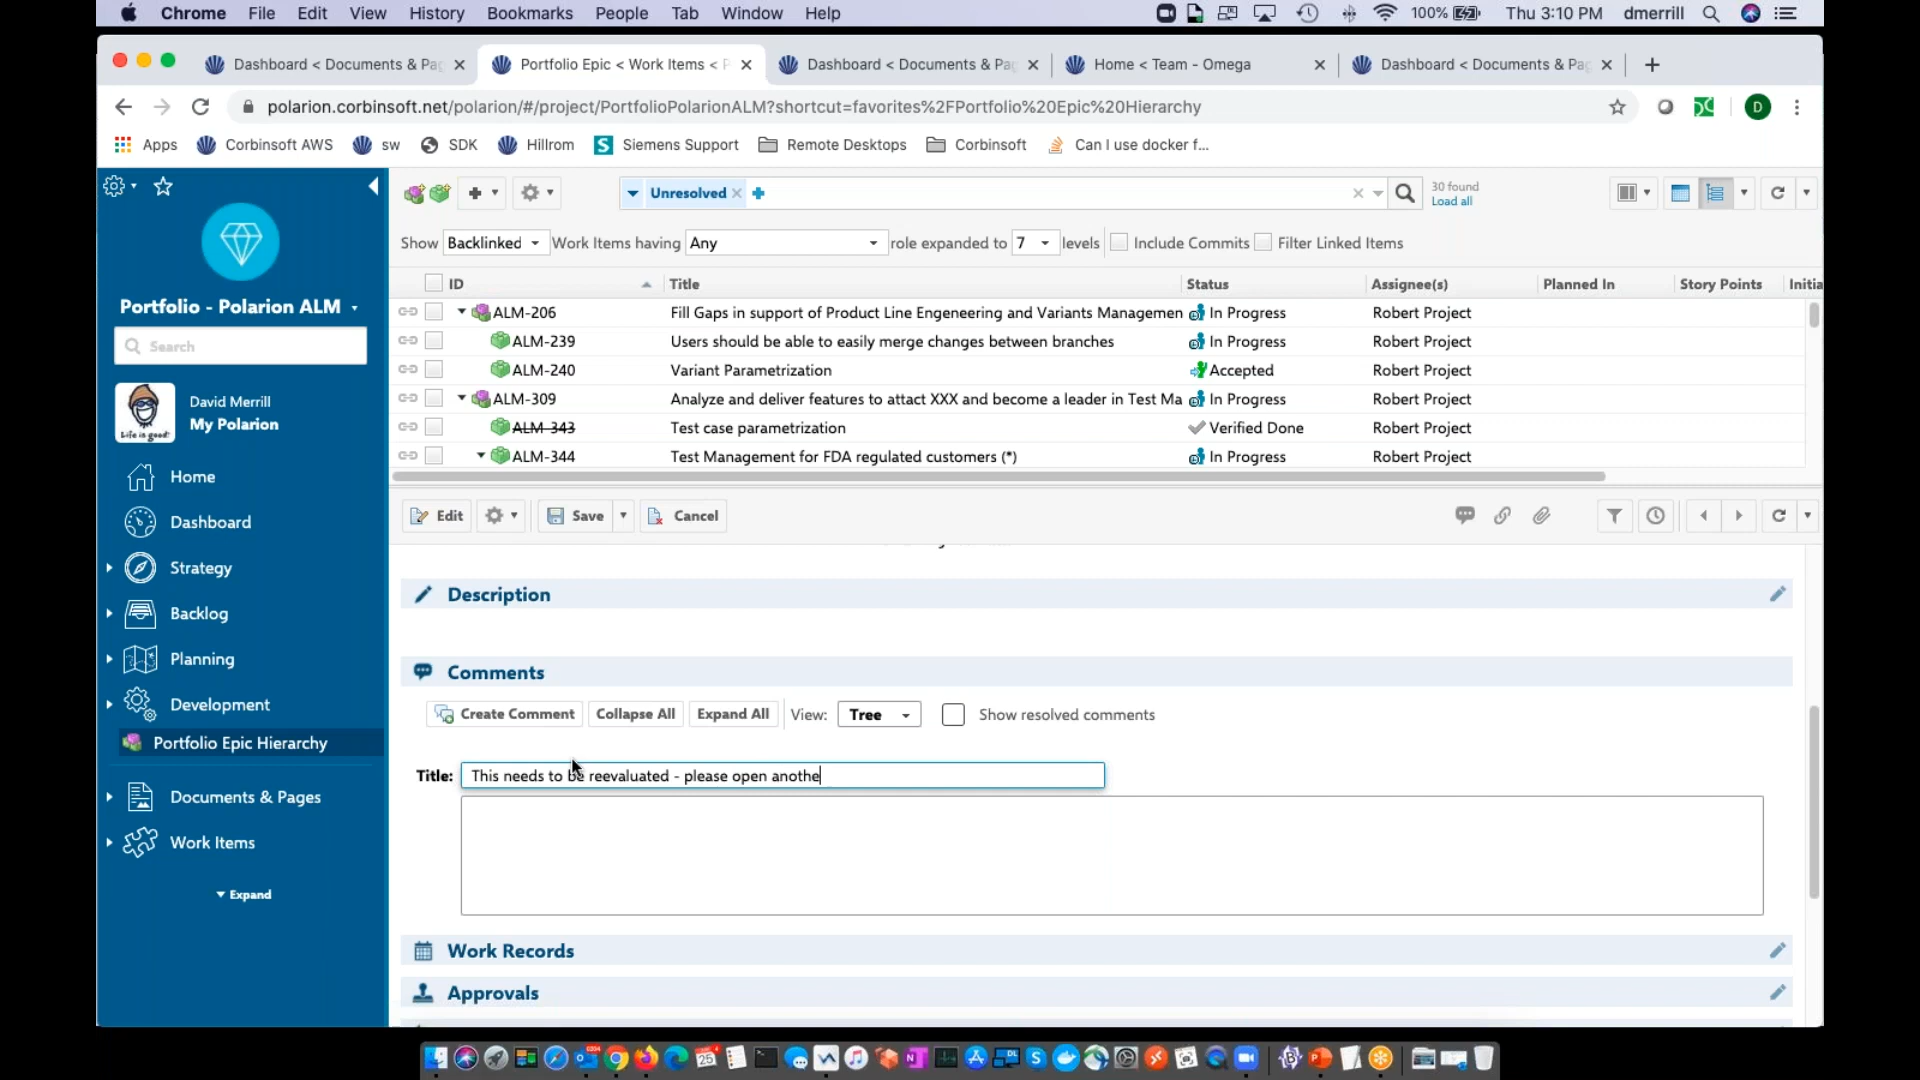 Chrome File Edit View History Bookmarks People Tab Window Help 100% Thu 3:10 PM dmerrill
Dashboard < Documents & Pag Portfolio Epic < Work Items < P Dashboard < Documents & Pag Home < Team - Omega Dashboard < Documents & Pag
polarion.corbinsoft.net/polarion/#/project/PortfolioPolarionALM?shortcut=favorites%2FPortfolio%20Epic%20Hierarchy D
Apps Corbinsoft AWS sw SDK Hillrom Siemens Support Remote Desktops Corbinsoft Can I use docker f...
Unresolved 30 found
Load all
Show Backlinked Work Items having Any role expanded to 7 levels Include Commits Filter Linked Items
ID Title Status Assignee(s) Planned In Story Points Initia
ALM-206 Fill Gaps in support of Product Line Engeneering and Variants Managemen In Progress Robert Project
ALM-239 Users should be able to easily merge changes between branches In Progress Robert Project
ALM-240 Variant Parametrization Accepted Robert Project
ALM-309 Analyze and deliver features to attact XXX and become a leader in Test Ma In Progress Robert Project
ALM-343 Test case parametrization Verified Done Robert Project
ALM-344 Test Management for FDA regulated customers (*) In Progress Robert Project
Portfolio - Polarion ALM
Search
Life is good
David Merrill
My Polarion
Home
Dashboard
Strategy
Backlog
Planning
Development
Portfolio Epic Hierarchy
Documents & Pages
Work Items
Expand
Edit Save Cancel
Description
Comments
Create Comment Collapse All Expand All View: Tree Show resolved comments
Title: This needs to be reevaluated - please open anothe
Work Records
Approvals
25